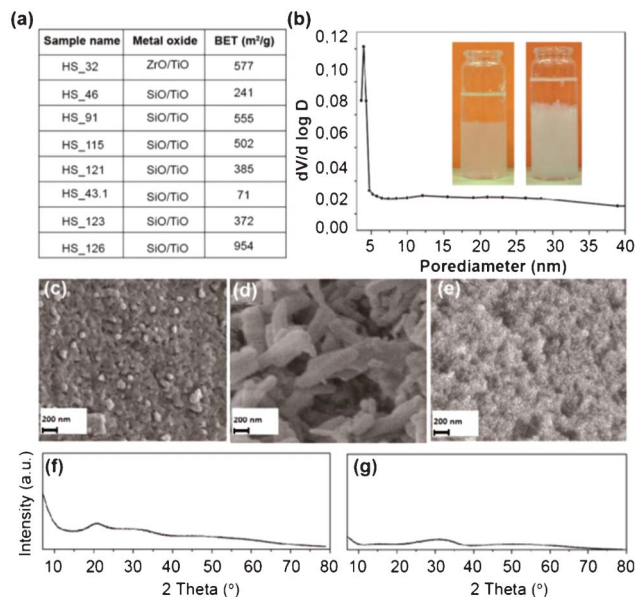 (a)
Sample name Metal oxide BET (m²/g)
HS_32 ZrO/TiO 577
HS_46 SiO/TiO 241
HS_91 SiO/TiO 555
HS_115 SiO/TiO 502
HS_121 SiO/TiO 385
HS_43.1 SiO/TiO 71
HS_123 SiO/TiO 372
HS_126 SiO/TiO 954
(b)
dV/d log D
0,12
0,10
0,08
0,06
0.04
0.02
0.00
5 10 15 20 25 30 35 40
Porediameter (nm)
(c)
200 nm
(d)
200 nm
(e)
200 nm
(f)
Intensity (a.u.)
10 20 30 40 50 60 70 80
2 Theta (°)
(g)
10 20 30 40 50 60 70 80
2 Theta (°)